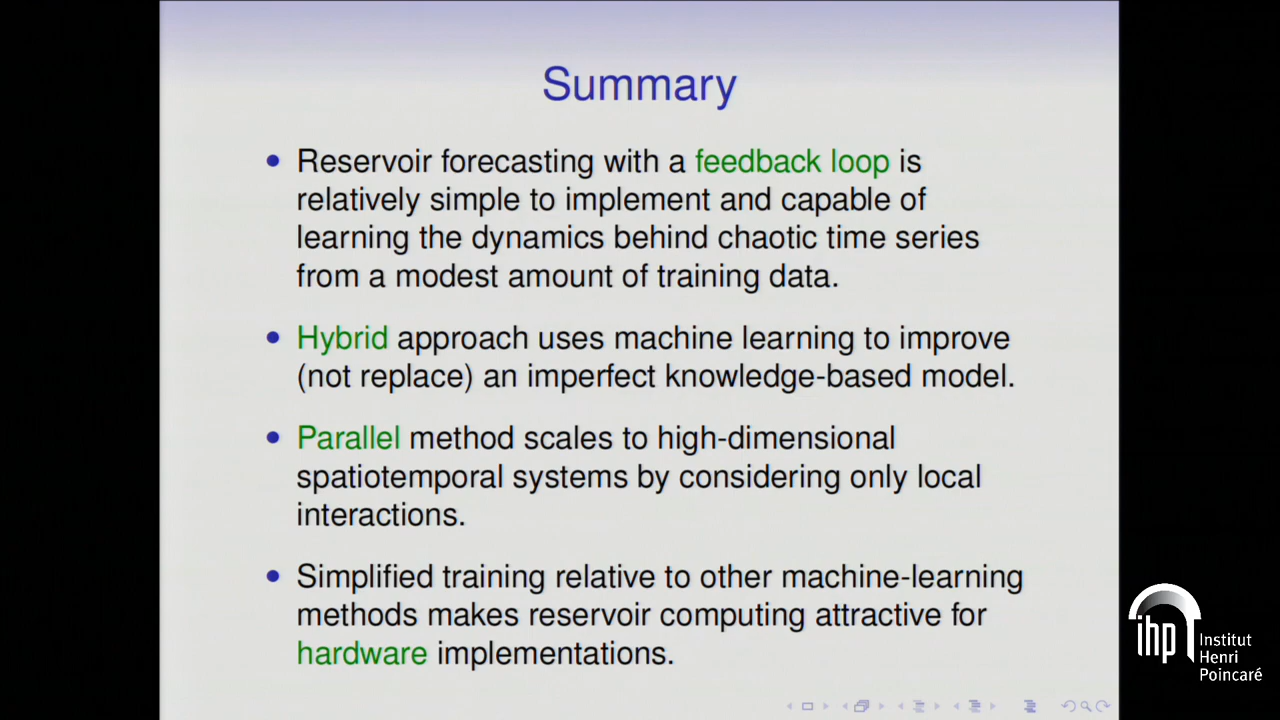 Summary
• Reservoir forecasting with a feedback loop is
relatively simple to implement and capable of
learning the dynamics behind chaotic time series
from a modest amount of training data.
• Hybrid approach uses machine learning to improve
(not replace) an imperfect knowledge-based model.
• Parallel method scales to high-dimensional
spatiotemporal systems by considering only local
interactions.
• Simplified training relative to other machine-learning
methods makes reservoir computing attractive for
hardware implementations.
ihp
Institut
Henri
Poincaré